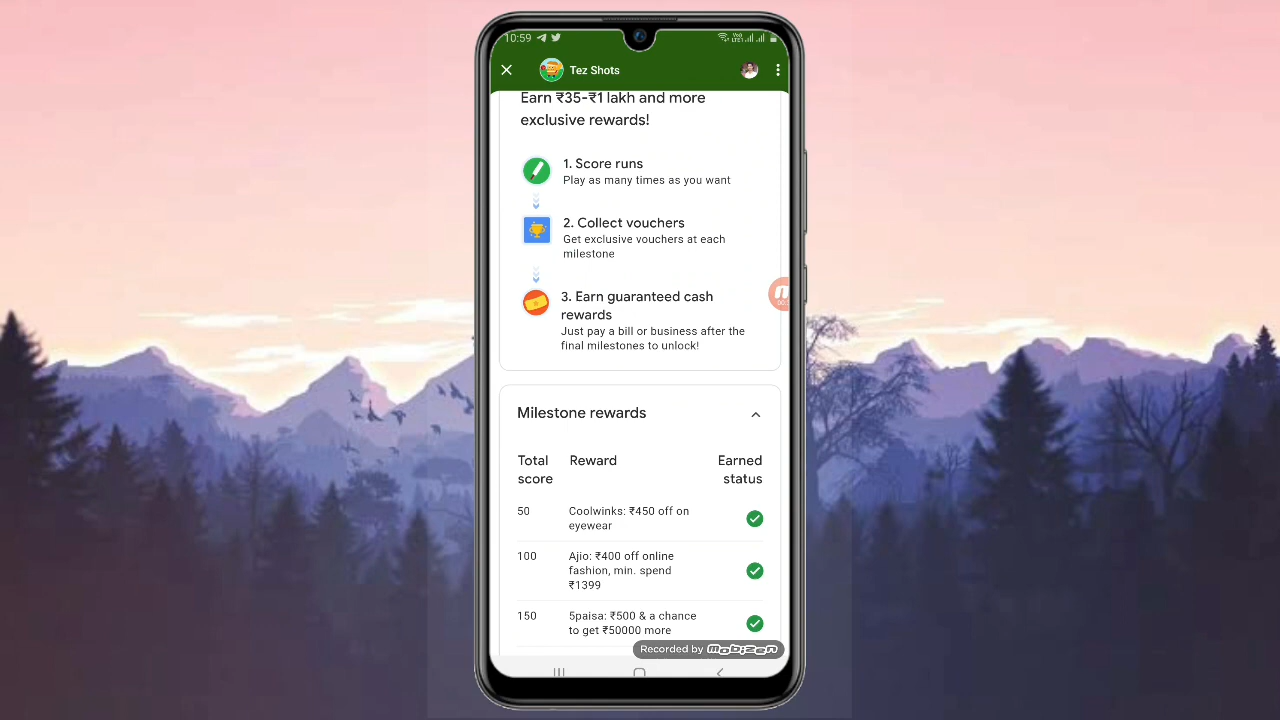 10:59
Tez Shots
Earn ₹35-₹1 lakh and more
exclusive rewards!
1. Score runs
Play as many times as you want
2. Collect vouchers
Get exclusive vouchers at each
milestone
3. Earn guaranteed cash
rewards
Just pay a bill or business after the
final milestones to unlock!
Milestone rewards
Total Reward Earned
score status
50 Coolwinks: ₹450 off on
eyewear
100 Ajio: ₹400 off online
fashion, min. spend
₹1399
150 5paisa: ₹500 & a chance
to get ₹50000 more
Recorded by mobizen